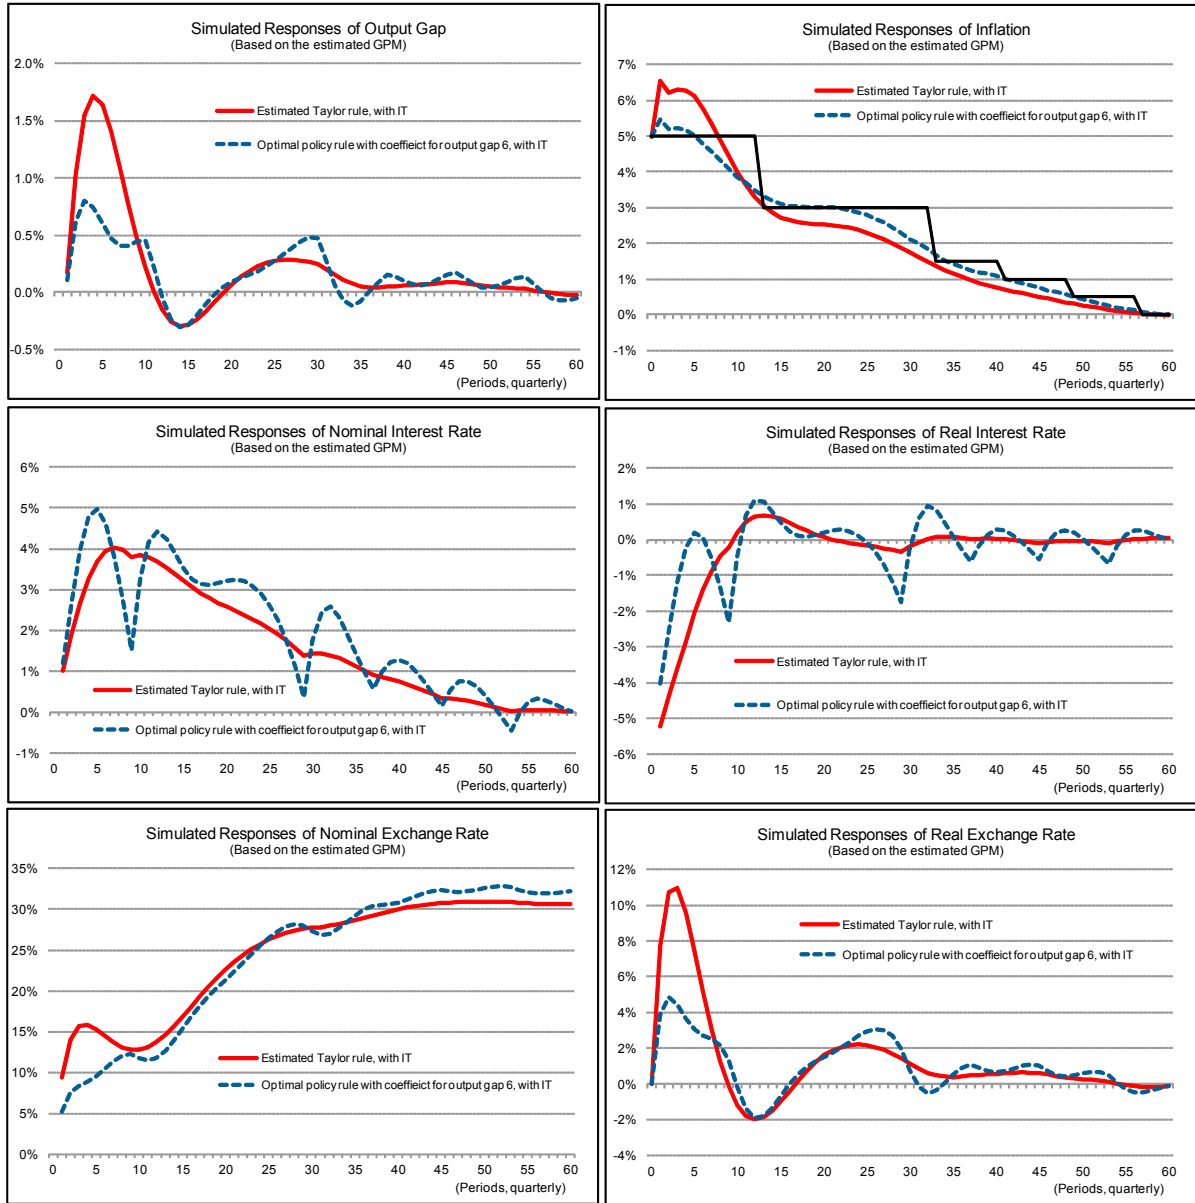 Simulated Responses of Output Gap
(Based on the estimated GPM)
2.0%
1.5%
1.0%
0.5%
0.0%
-0.5%
Estimated Taylor rule, with IT
Optimal policy rule with coeffieict for output gap 6, with IT
0 5 10 15 20 25 30 35 40 45 50 55 60
(Periods, quarterly)
Simulated Responses of Inflation
(Based on the estimated GPM)
7%
6%
5%
4%
3%
2%
1%
0%
-1%
Estimated Taylor rule, with IT
Optimal policy rule with coeffieict for output gap 6, with IT
0 5 10 15 20 25 30 35 40 45 50 55 60
(Periods, quarterly)
Simulated Responses of Nominal Interest Rate
(Based on the estimated GPM)
6%
5%
4%
3%
2%
1%
0%
-1%
Estimated Taylor rule, with IT
Optimal policy rule with coeffieict for output gap 6, with IT
0 5 10 15 20 25 30 35 40 45 50 55 60
(Periods, quarterly)
Simulated Responses of Real Interest Rate
(Based on the estimated GPM)
2%
1%
0%
-1%
-2%
-3%
-4%
-5%
-6%
Estimated Taylor rule, with IT
Optimal policy rule with coeffieict for output gap 6, with IT
0 5 10 15 20 25 30 35 40 45 50 55 60
(Periods, quarterly)
Simulated Responses of Nominal Exchange Rate
(Based on the estimated GPM)
35%
30%
25%
20%
15%
10%
5%
0%
Estimated Taylor rule, with IT
Optimal policy rule with coeffieict for output gap 6, with IT
0 5 10 15 20 25 30 35 40 45 50 55 60
(Periods, quarterly)
Simulated Responses of Real Exchange Rate
(Based on the estimated GPM)
12%
10%
8%
6%
4%
2%
0%
-2%
-4%
Estimated Taylor rule, with IT
Optimal policy rule with coeffieict for output gap 6, with IT
0 5 10 15 20 25 30 35 40 45 50 55 60
(Periods, quarterly)